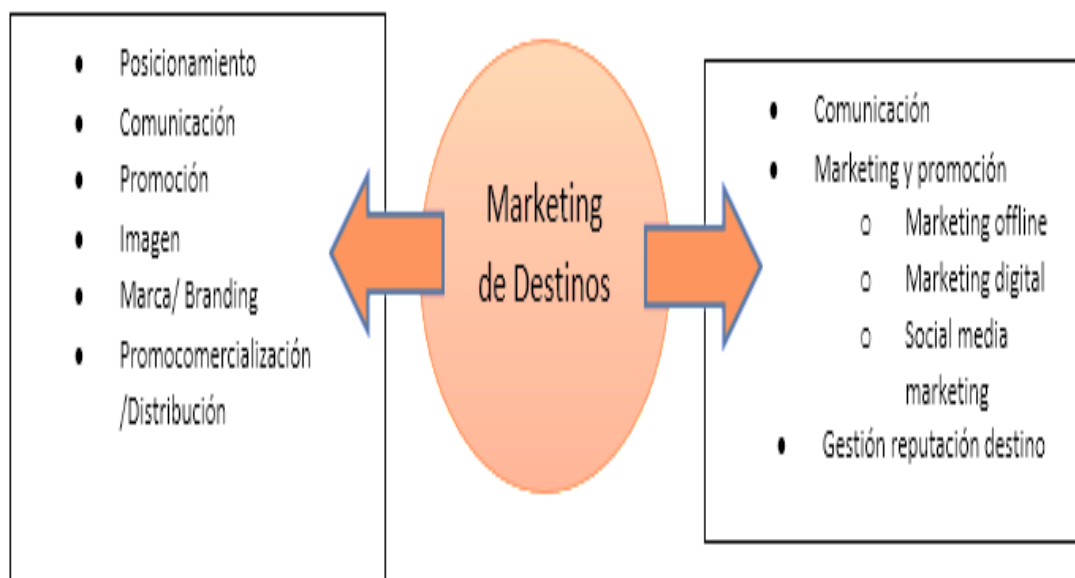 Posicionamiento
Comunicación
Promoción
Imagen
Marca/ Branding
Promocomercialización
/Distribución
Marketing
de Destinos
Comunicación
Marketing y promoción
Marketing offline
Marketing digital
Social media
marketing
Gestión reputación destino